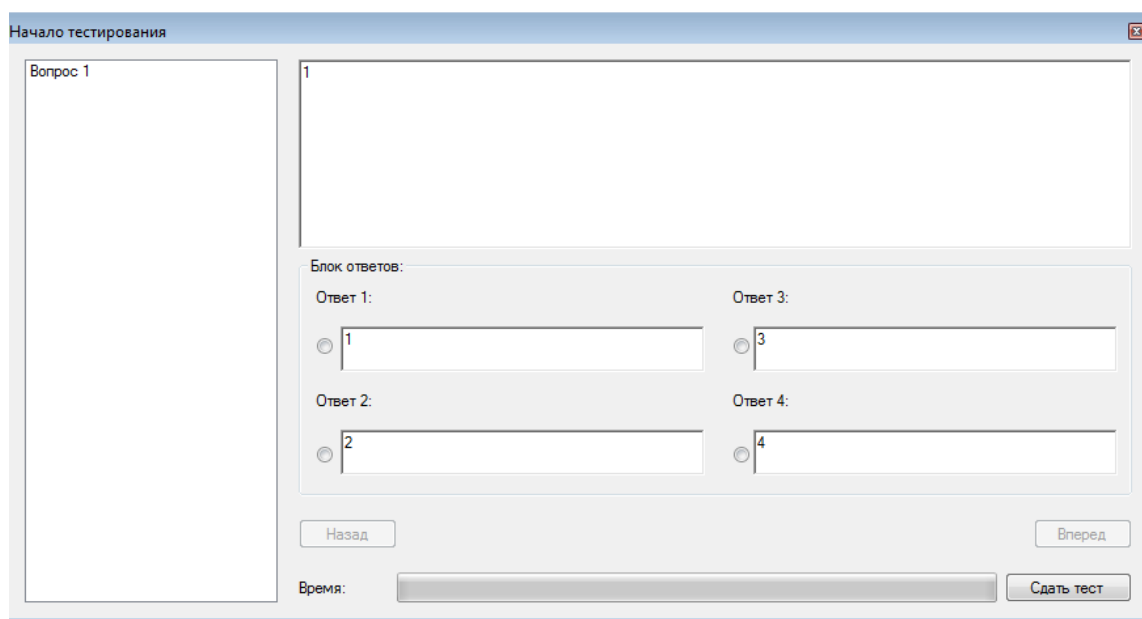 Начало тестирования
Вопрос 1
1
Блок ответов:
Ответ 1:
Ответ 3:
1
3
Ответ 2:
Ответ 4:
2
4
Назад
Вперед
Время:
Сдать тест